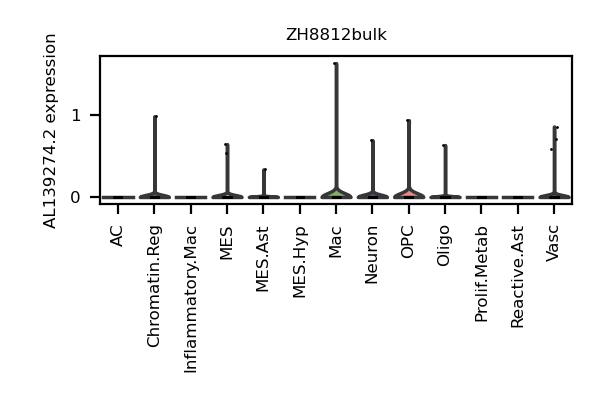 ZH8812bulk
AL139274.2 expression
1
0
AC
Chromatin.Reg
Inflammatory.Mac
MES
MES.Ast
MES.Hyp
Mac
Neuron
OPC
Oligo
Prolif.Metab
Reactive.Ast
Vasc